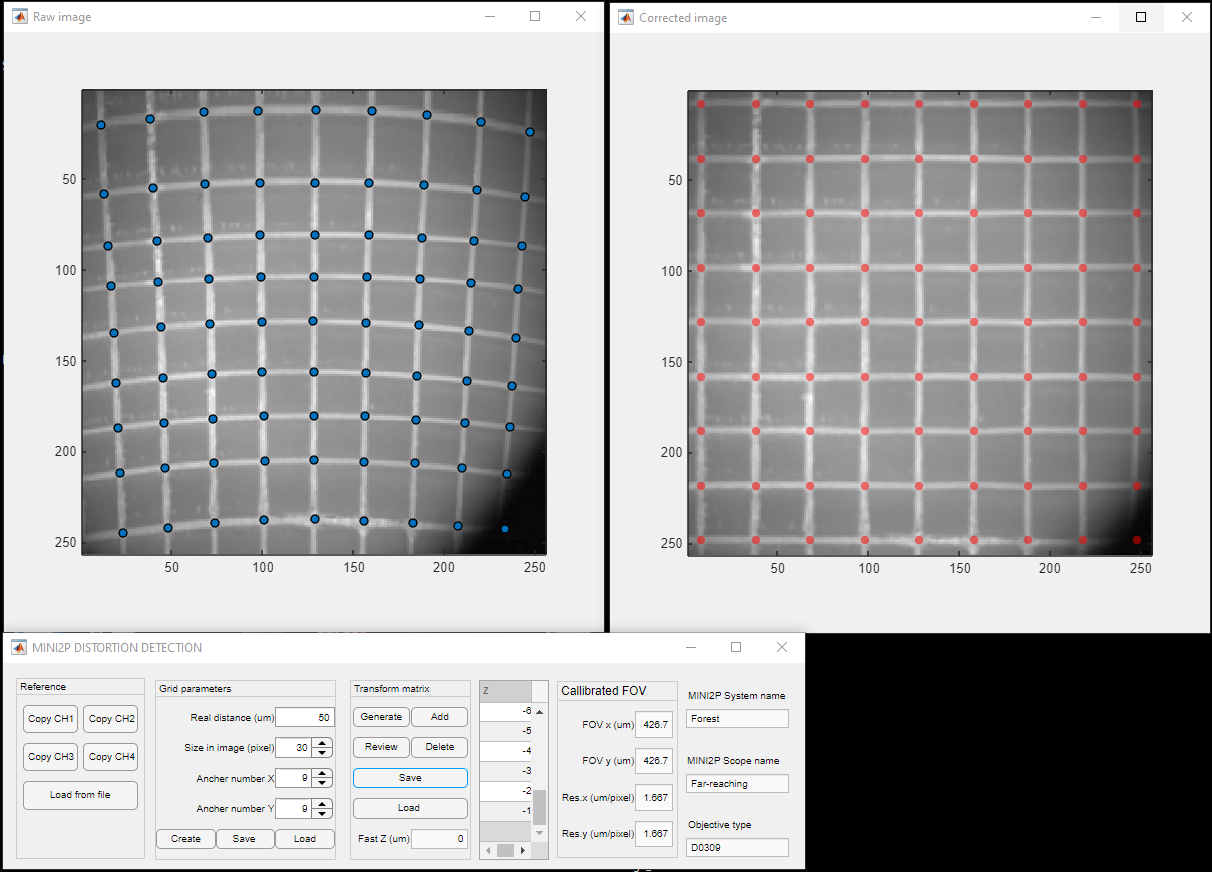 Raw image
50
100
150
200
250
50
100
150
200
250
Corrected image
50
100
150
200
250
50
100
150
200
250
MINI2P DISTORTION DETECTION
Reference
Copy CH1
Copy CH2
Copy CH3
Copy CH4
Load from file
Grid parameters
Real distance (um) 50
Size in image (pixel) 30
Ancher number X 9
Ancher number Y 9
Create
Save
Load
Transform matrix
Generate
Add
Review
Delete
Save
Load
Fast Z (um) 0
Z
-6
-5
-4
-3
-2
-1
Callibrated FOV
FOV x (um) 426.7
FOV y (um) 426.7
Res.x (um/pixel) 1.667
Res.y (um/pixel) 1.667
MINI2P System name
Forest
MINI2P Scope name
Far-reaching
Objective type
D0309